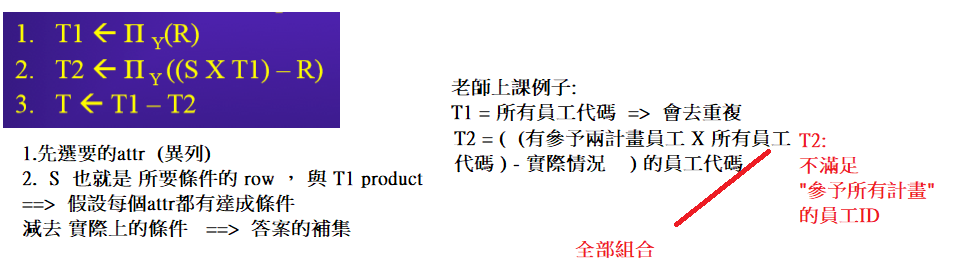 1. T1 ← Π Y(R)
2. T2 ← Π Y((S X T1) – R)
3. T ← T1 – T2
1.先選要的attr (異列)
2. S 也就是 所要條件的 row ， 與 T1 product
==> 假設每個attr都有達成條件
減去 實際上的條件 ==> 答案的補集
老師上課例子:
T1 = 所有員工代碼 => 會去重複
T2 = ( (有參予兩計畫員工 X 所有員工
代碼 ) - 實際情況 ) 的員工代碼
全部組合
T2:
不滿足
"參予所有計畫"
的員工ID